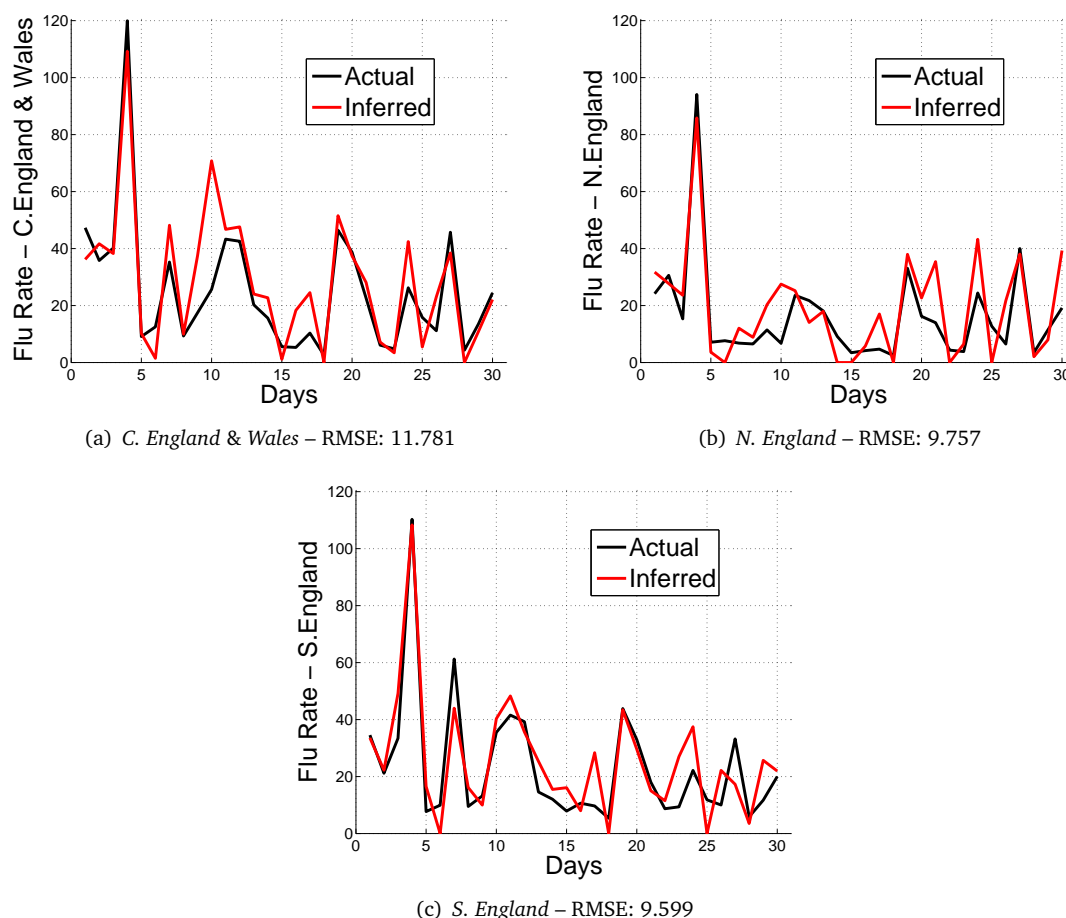 120
100
80
60
40
20
0
Flu Rate – C.England & Wales
Actual
Inferred
0 5 10 15 20 25 30
Days
(a) C. England & Wales – RMSE: 11.781
120
100
80
60
40
20
0
Flu Rate – N.England
Actual
Inferred
0 5 10 15 20 25 30
Days
(b) N. England – RMSE: 9.757
120
100
80
60
40
20
0
Flu Rate – S.England
Actual
Inferred
0 5 10 15 20 25 30
Days
(c) S. England – RMSE: 9.599